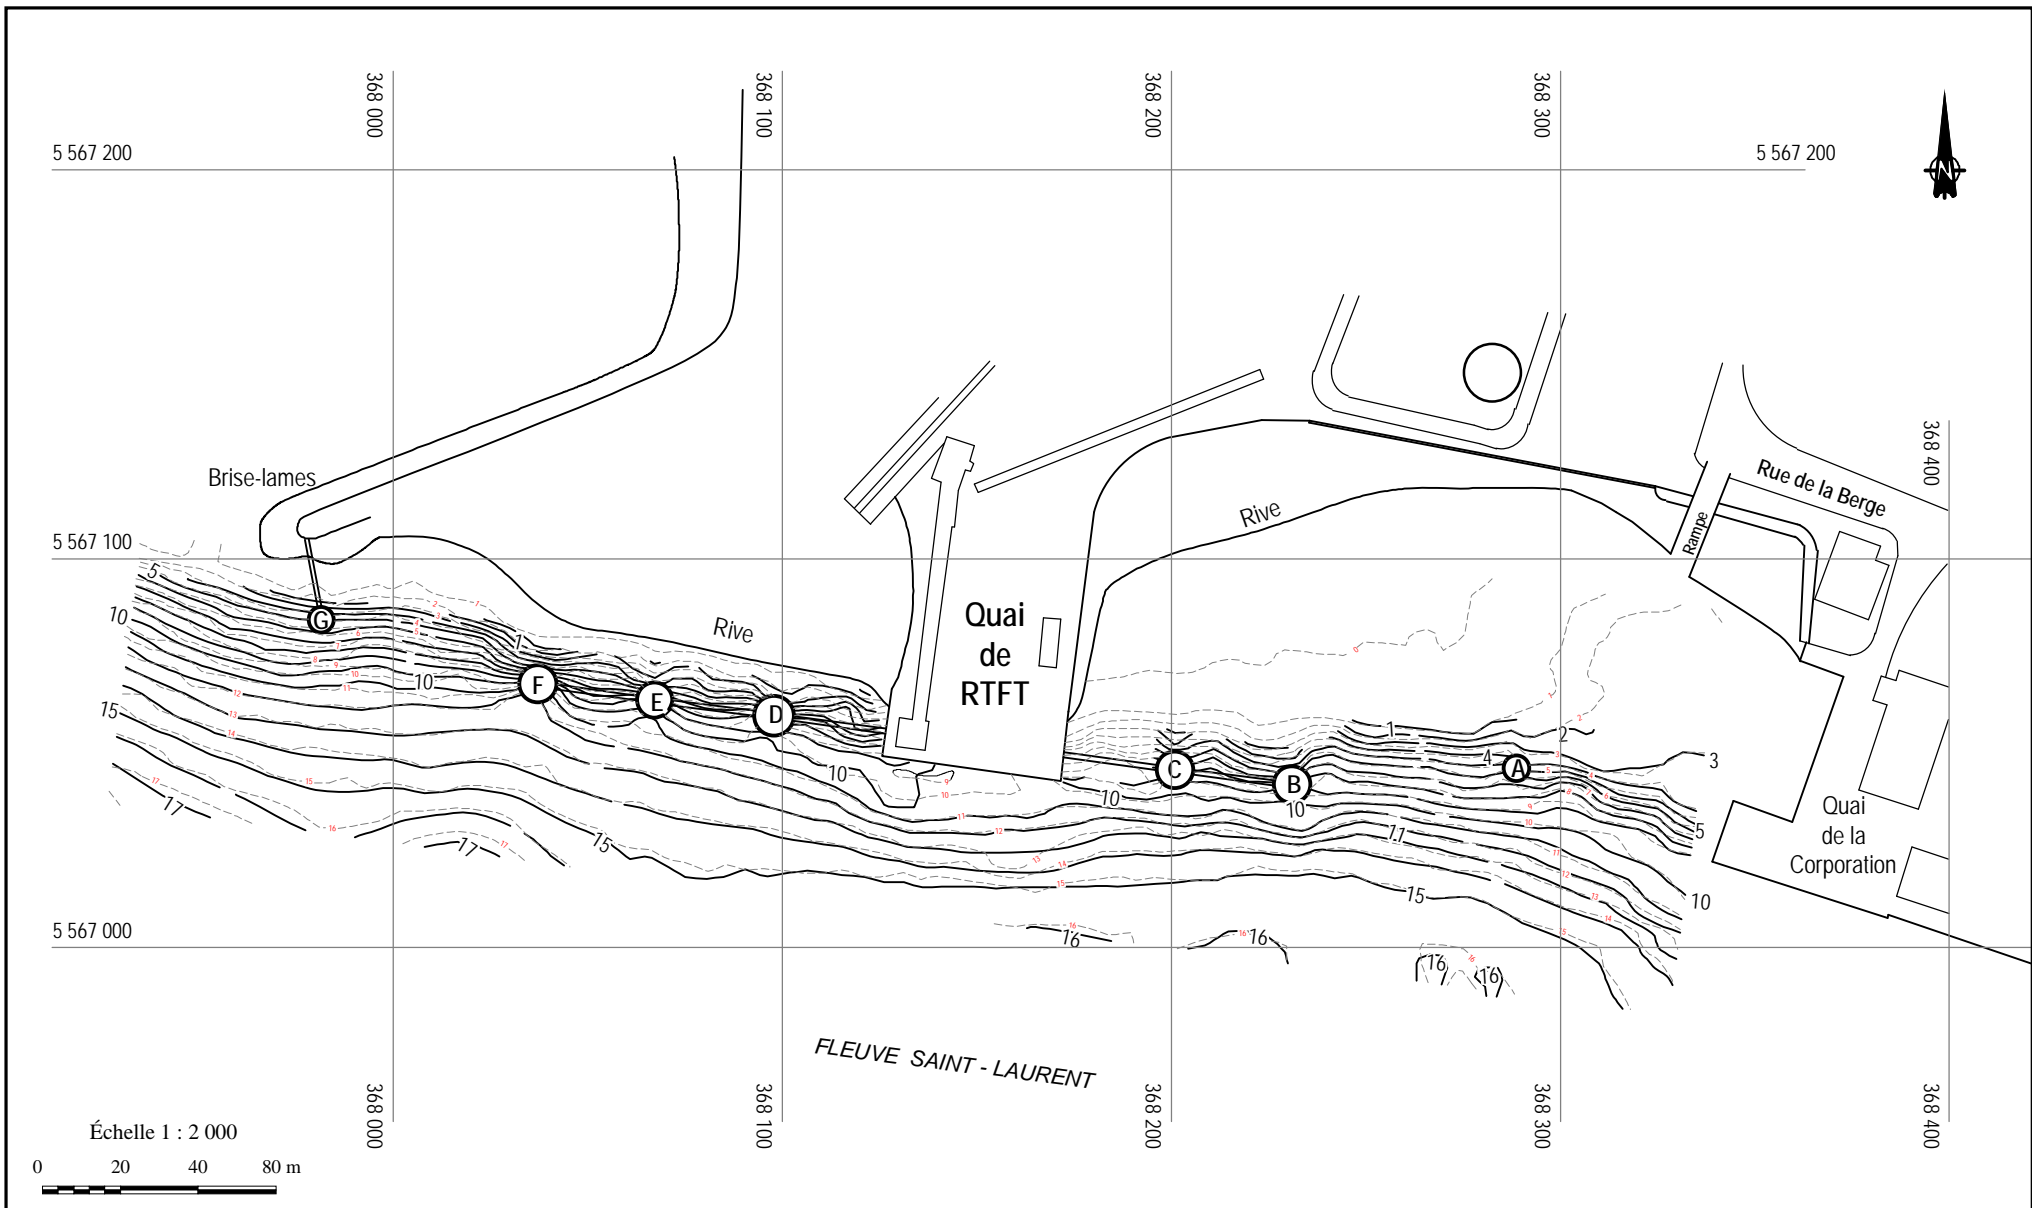 368 000
368 100
368 200
368 300
5 567 200
5 567 200
N
368 400
Brise-lames
Rue de la Berge
Rive
Rampe
5 567 100
5
10
G
1
Rive
Quai
de
RTFT
F
E
D
10
15
17
10
C
B
A
1
2
3
4
5
10
10
11
10
15
17
15
16
16
16
16
Quai
de la
Corporation
5 567 000
FLEUVE SAINT - LAURENT
368 000
368 100
368 200
368 300
368 400
Échelle 1 : 2 000
0 20 40 80 m